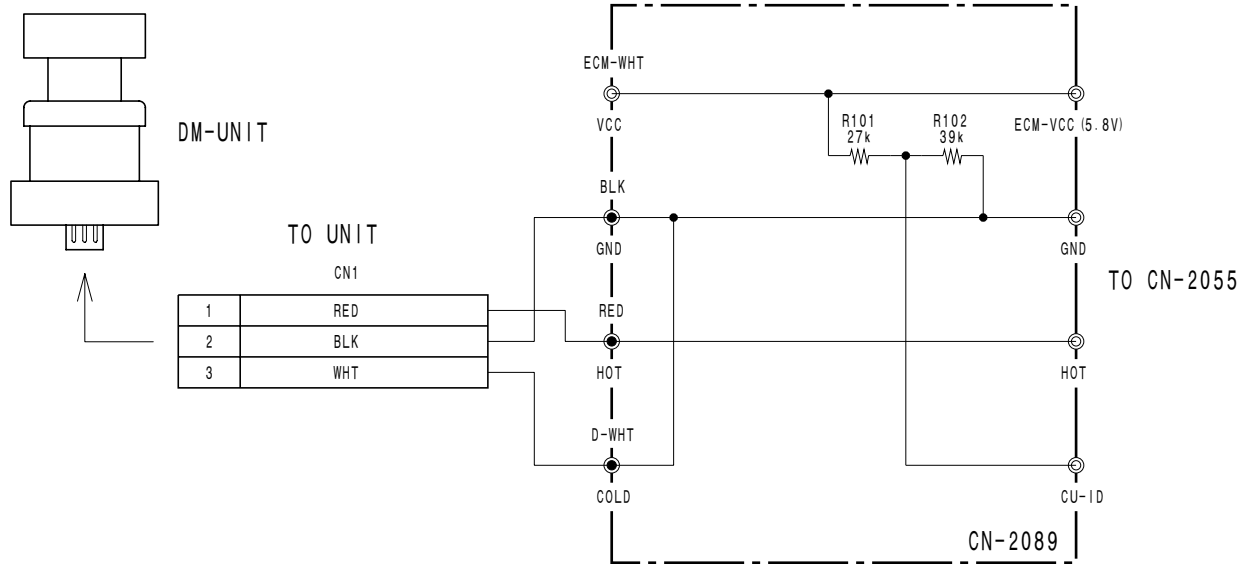 ECM-WHT
DM-UNIT
VCC
R101
27k
R102
39k
ECM-VCC (5.8V)
BLK
TO UNIT
GND
GND
CN1
TO CN-2055
1 RED
RED
2 BLK
3 WHT
HOT
HOT
D-WHT
COLD
CU-ID
CN-2089